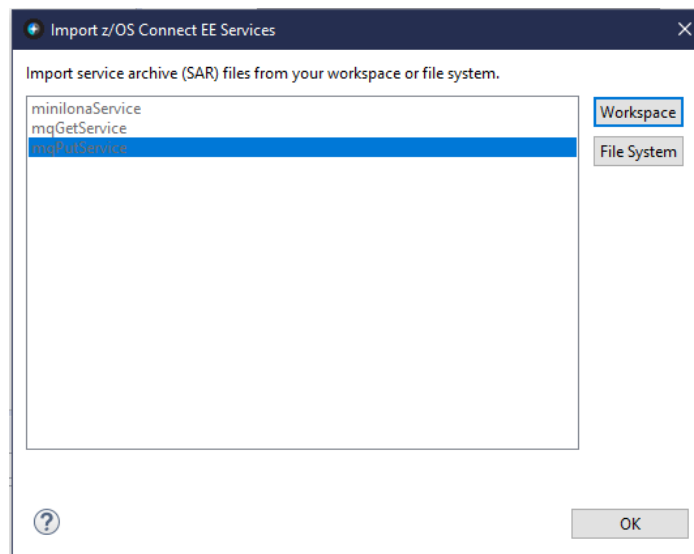 Import z/OS Connect EE Services
Import service archive (SAR) files from your workspace or file system.
minilonaService
mqGetService
mqPutService
Workspace
File System
OK